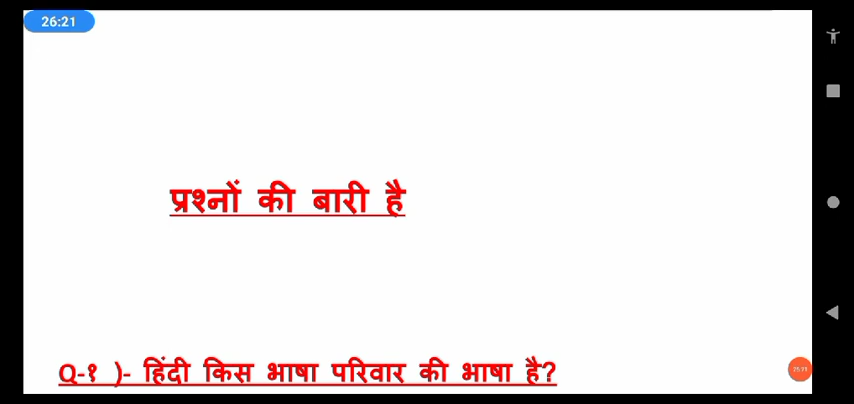 26:21
प्रश्नों की बारी है
Q-१ )- हिंदी किस भाषा परिवार की भाषा है?